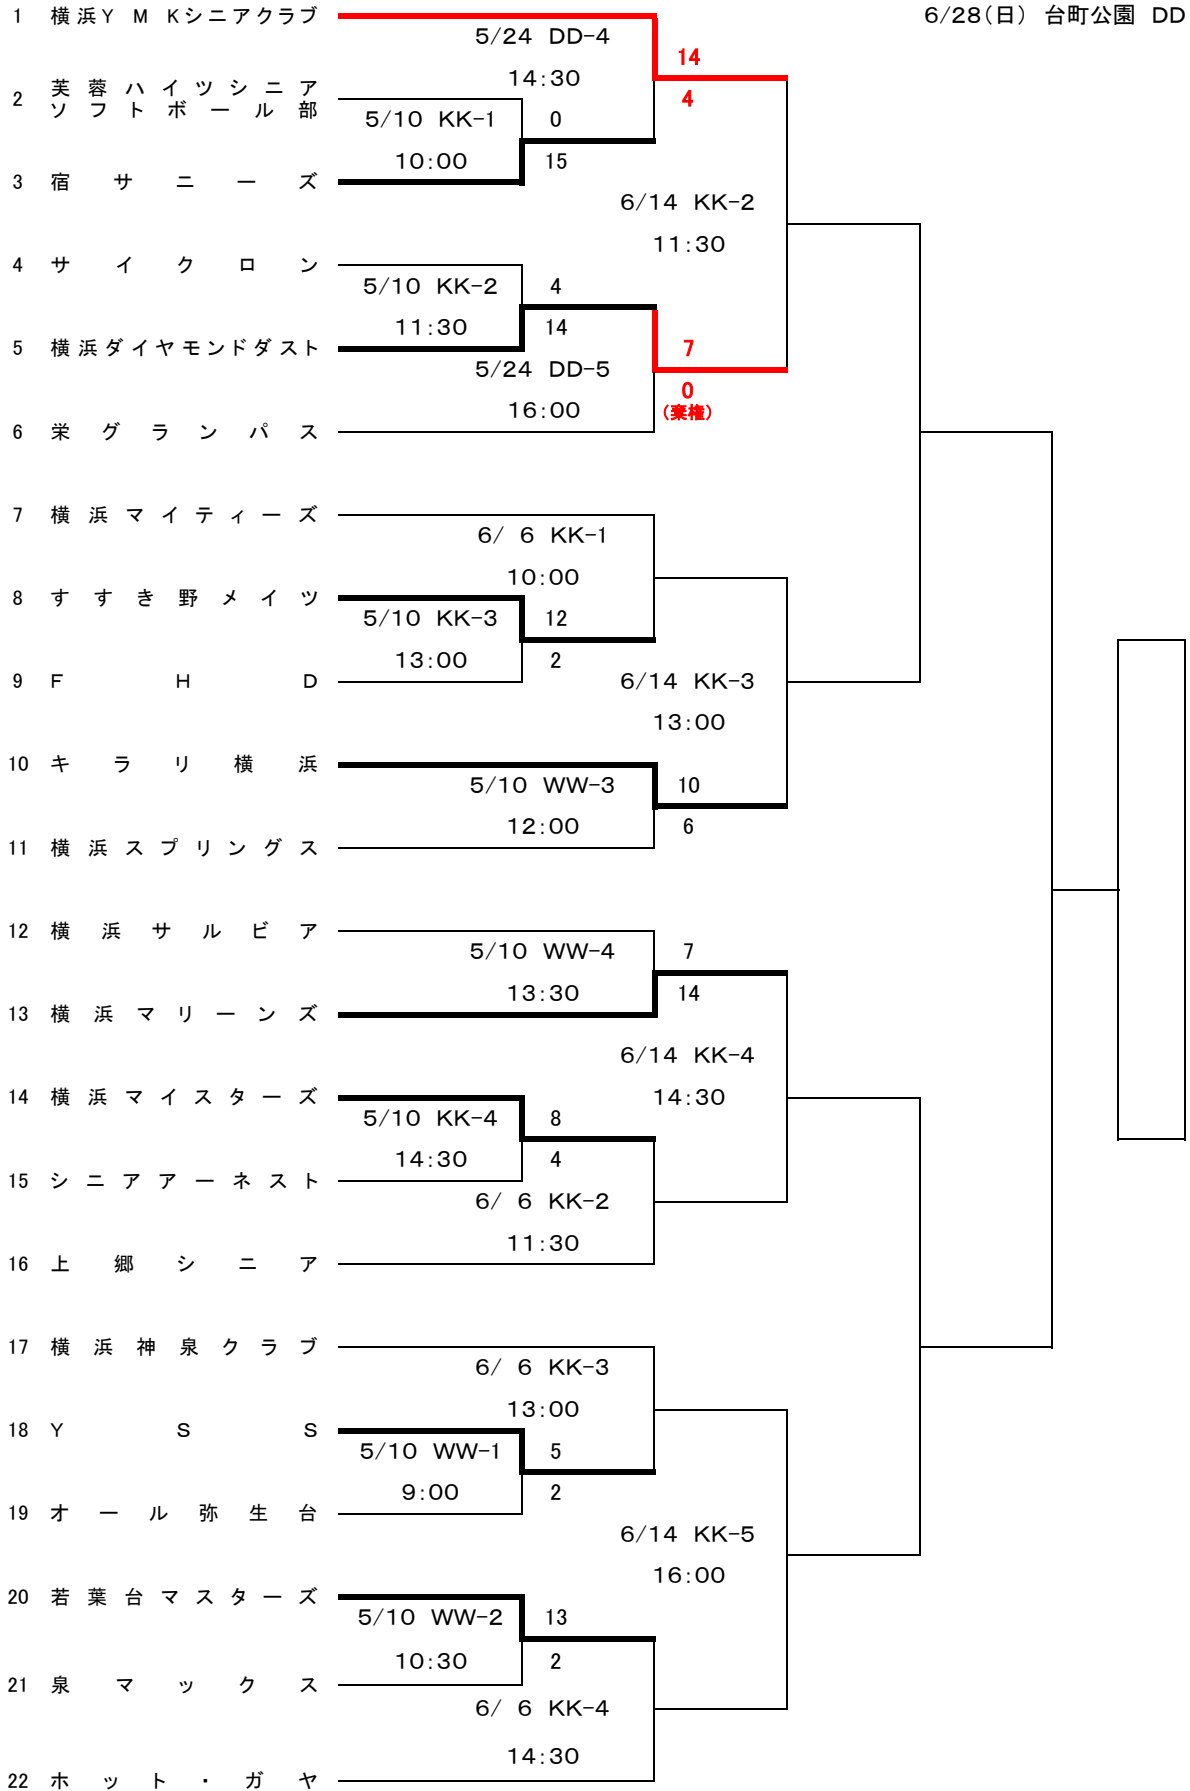 6/28(日) 台町公園 DD
1 横浜YMKシニアクラブ
5/24 DD-4
14
14:30
4
2 芙蓉ハイツシニア
ソフトボール部
5/10 KK-1
0
10:00
15
3 宿サニーズ
6/14 KK-2
11:30
4 サイクロン
5/10 KK-2
4
11:30
14
5 横浜ダイヤモンドダスト
7
5/24 DD-5
0
16:00
(棄権)
6 栄グランパス
7 横浜マイティーズ
6/ 6 KK-1
10:00
8 すすき野メイツ
5/10 KK-3
12
13:00
2
9 FHD
6/14 KK-3
13:00
10 キラリ横浜
5/10 WW-3
10
12:00
6
11 横浜スプリングス
12 横浜サルビア
5/10 WW-4
7
13:30
14
13 横浜マリーンズ
6/14 KK-4
14:30
14 横浜マイスターズ
5/10 KK-4
8
14:30
4
15 シニアアーネスト
6/ 6 KK-2
11:30
16 上郷シニア
17 横浜神泉クラブ
6/ 6 KK-3
13:00
18 YSS
5/10 WW-1
5
9:00
2
19 オール弥生台
6/14 KK-5
16:00
20 若葉台マスターズ
5/10 WW-2
13
10:30
2
21 泉マックス
6/ 6 KK-4
14:30
22 ホット・ガヤ